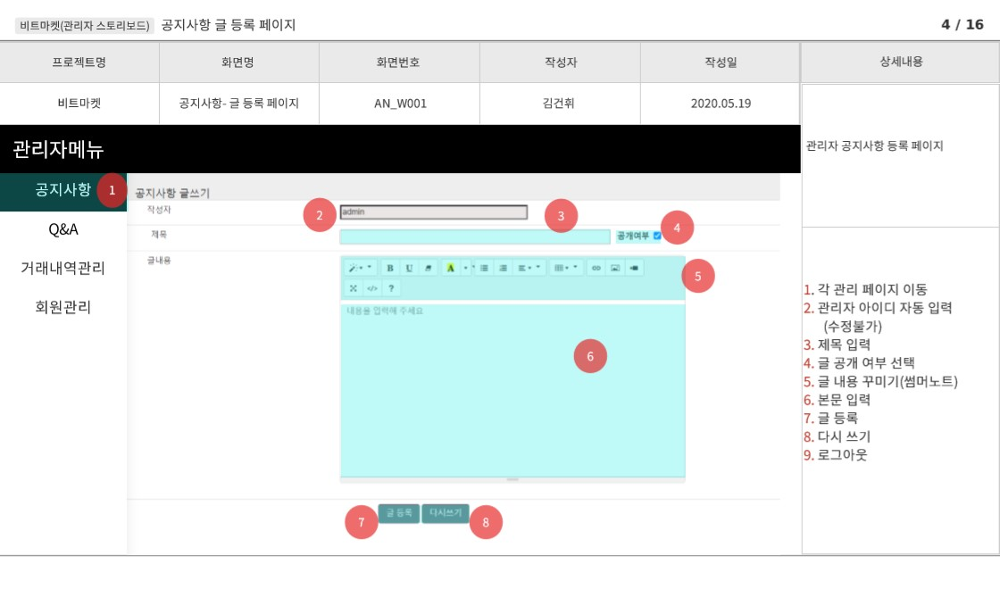 비트마켓(관리자 스토리보드) 공지사항 글 등록 페이지 4 / 16
프로젝트명 화면명 화면번호 작성자 작성일 상세내용
비트마켓 공지사항- 글 등록 페이지 AN_W001 김건휘 2020.05.19
관리자 공지사항 등록 페이지
관리자메뉴
공지사항 1
Q&A
거래내역관리
회원관리
공지사항 글쓰기
작성자 2 admin 3
제목 공개여부 4
글내용
B U A
</> ?
5
내용을 입력해 주세요
6
7 글 등록 다시쓰기 8
1. 각 관리 페이지 이동
2. 관리자 아이디 자동 입력
(수정불가)
3. 제목 입력
4. 글 공개 여부 선택
5. 글 내용 꾸미기(썸머노트)
6. 본문 입력
7. 글 등록
8. 다시 쓰기
9. 로그아웃